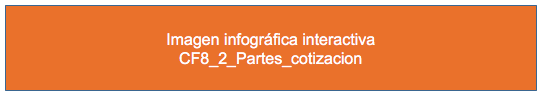 Imagen infográfica interactiva
CF8_2_Partes_cotizacion